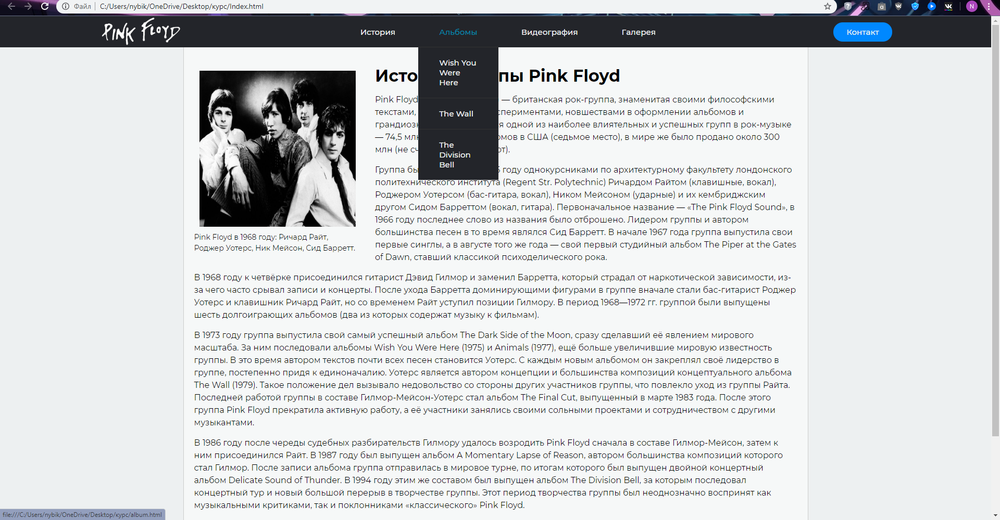 Файл
C:/Users/nybik/OneDrive/Desktop/курс/Index.html
N
PINK FLOYD
История
Альбомы
Видеография
Галерея
Контакт
Wish You
Were
Here
The Wall
The
Division
Bell
Pink Floyd
Pink Floyd — британская рок-группа, знаменитая своими философскими
текстами,
новшествами в оформлении альбомов и
одной из наиболее влиятельных и успешных групп в рок-музыке
— 74,5 в США (седьмое место), в мире же было продано около 300
млн (не
Группа году однокурсниками по архитектурному факультету лондонского
политехнического института (Regent Str. Polytechnic) Ричардом Райтом (клавишные, вокал),
Роджером Уотерсом (бас-гитара, вокал), Ником Мейсоном (ударные) и их кембриджским
другом Сидом Барреттом (вокал, гитара). Первоначальное название — «The Pink Floyd Sound», в
1966 году последнее слово из названия было отброшено. Лидером группы и автором
большинства песен в то время являлся Сид Барретт. В начале 1967 года группа выпустила свои
первые синглы, а в августе того же года — свой первый студийный альбом The Piper at the Gates
of Dawn, ставший классикой психоделического рока.
Pink Floyd в 1968 году: Ричард Райт,
Роджер Уотерс, Ник Мейсон, Сид Барретт.
В 1968 году к четвёрке присоединился гитарист Дэвид Гилмор и заменил Барретта, который страдал от наркотической зависимости, из-
за чего часто срывал записи и концерты. После ухода Барретта доминирующими фигурами в группе вначале стали бас-гитарист Роджер
Уотерс и клавишник Ричард Райт, но со временем Райт уступил позиции Гилмору. В период 1968—1972 гг. группой были выпущены
шесть долгоиграющих альбомов (два из которых содержат музыку к фильмам).
В 1973 году группа выпустила свой самый успешный альбом The Dark Side of the Moon, сразу сделавший её явлением мирового
масштаба. За ним последовали альбомы Wish You Were Here (1975) и Animals (1977), ещё больше увеличившие мировую известность
группы. В это время автором текстов почти всех песен становится Уотерс. С каждым новым альбомом он закреплял своё лидерство в
группе, постепенно придя к единоначалию. Уотерс является автором концепции и большинства композиций концептуального альбома
The Wall (1979). Такое положение дел вызывало недовольство со стороны других участников группы, что повлекло уход из группы Райта.
Последней работой группы в составе Гилмор-Мейсон-Уотерс стал альбом The Final Cut, выпущенный в марте 1983 года. После этого
группа Pink Floyd прекратила активную работу, а её участники занялись своими сольными проектами и сотрудничеством с другими
музыкантами.
В 1986 году после череды судебных разбирательств Гилмору удалось возродить Pink Floyd сначала в составе Гилмор-Мейсон, затем к
ним присоединился Райт. В 1987 году был выпущен альбом A Momentary Lapse of Reason, автором большинства композиций которого
стал Гилмор. После записи альбома группа отправилась в мировое турне, по итогам которого был выпущен двойной концертный
альбом Delicate Sound of Thunder. В 1994 году этим же составом был выпущен альбом The Division Bell, за которым последовал
концертный тур и новый большой перерыв в творчестве группы. Этот период творчества группы был неоднозначно воспринят как
музыкальными критиками, так и поклонниками «классического» Pink Floyd.
file:///C:/Users/nybik/OneDrive/Desktop/курс/album.html